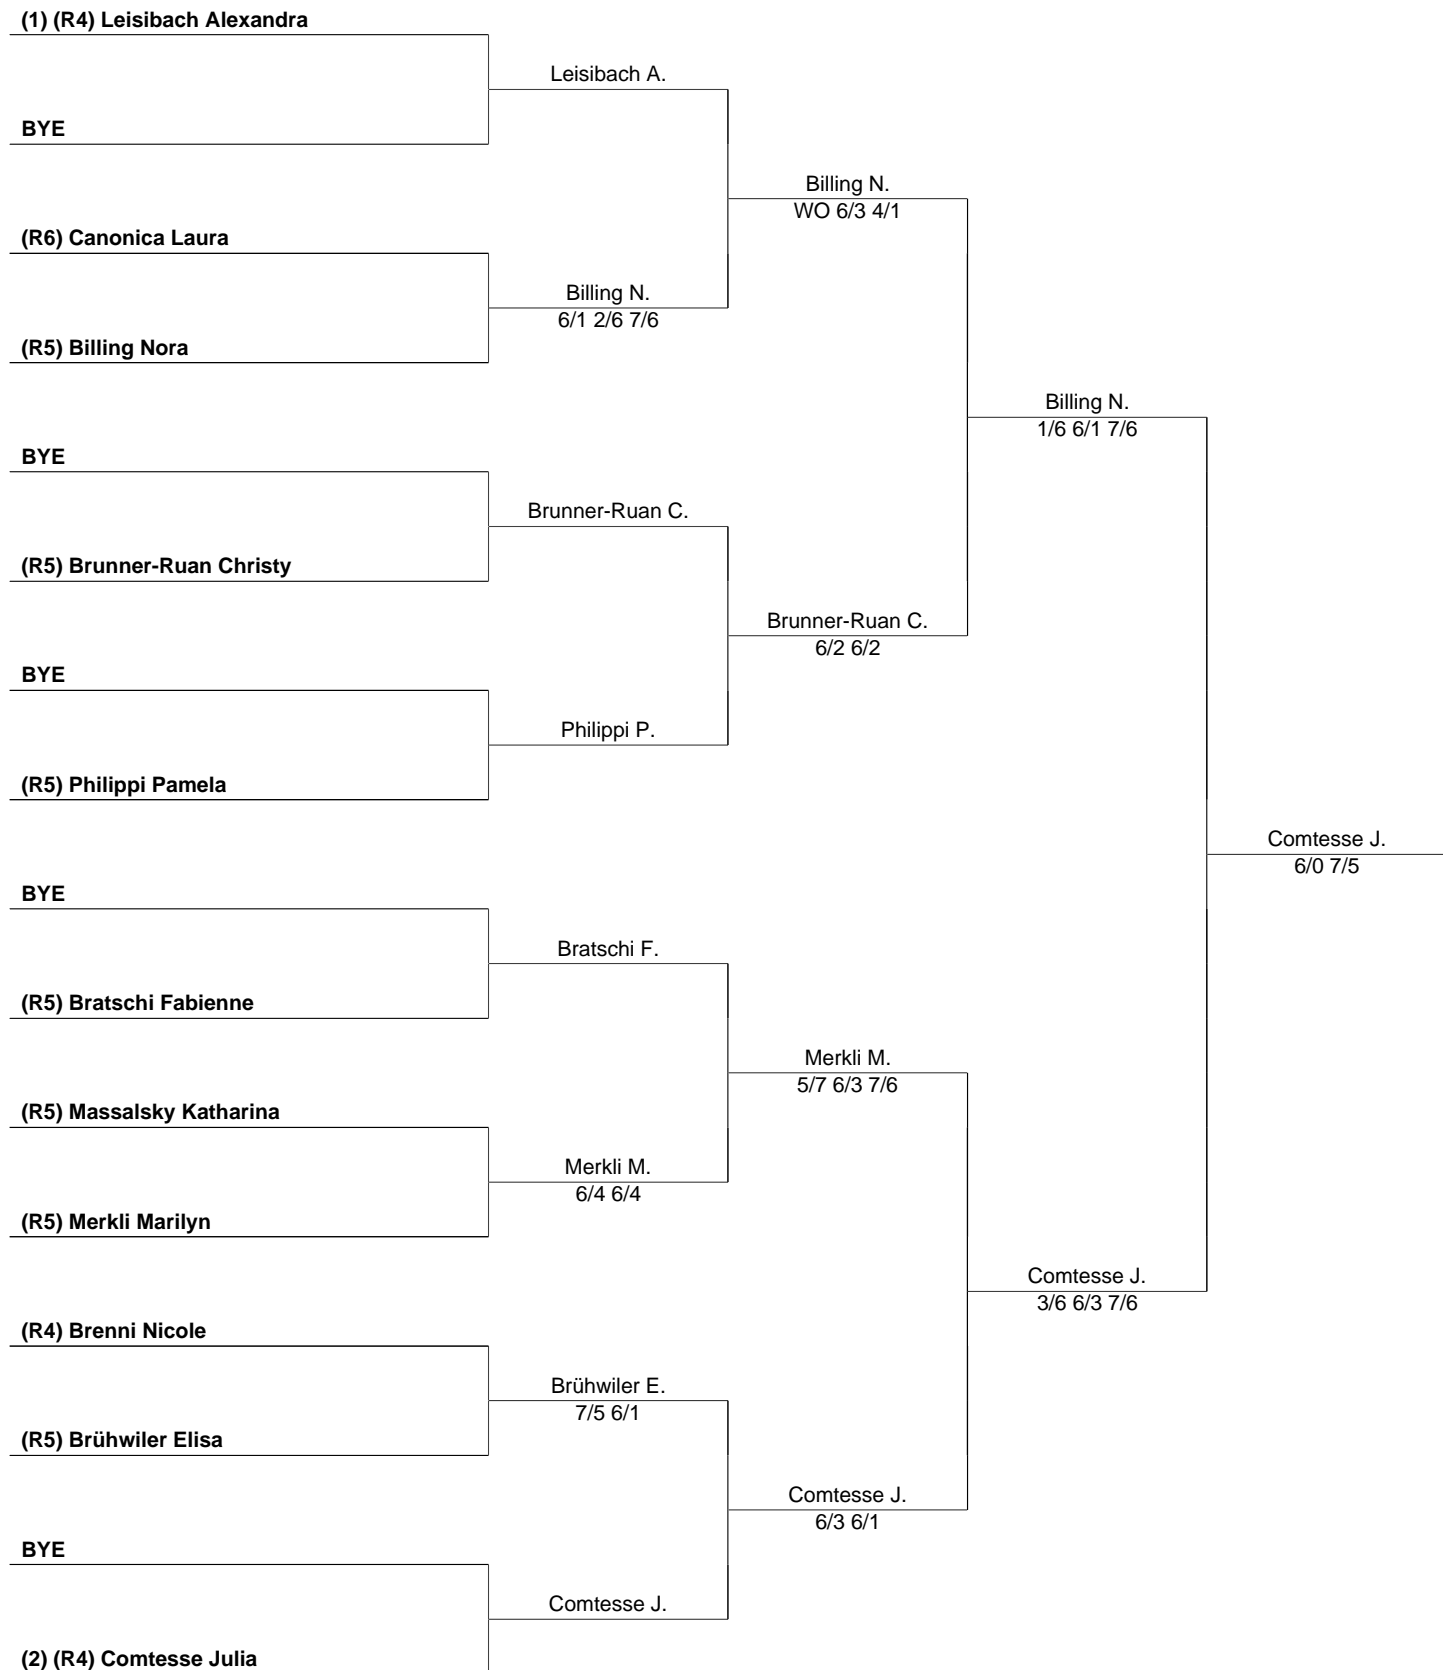 (1) (R4) Leisibach Alexandra
Leisibach A.
BYE
Billing N.
WO 6/3 4/1
(R6) Canonica Laura
Billing N.
6/1 2/6 7/6
(R5) Billing Nora
Billing N.
1/6 6/1 7/6
BYE
Brunner-Ruan C.
(R5) Brunner-Ruan Christy
Brunner-Ruan C.
6/2 6/2
BYE
Philippi P.
(R5) Philippi Pamela
Comtesse J.
6/0 7/5
BYE
Bratschi F.
(R5) Bratschi Fabienne
Merkli M.
5/7 6/3 7/6
(R5) Massalsky Katharina
Merkli M.
6/4 6/4
(R5) Merkli Marilyn
Comtesse J.
3/6 6/3 7/6
(R4) Brenni Nicole
Brühwiler E.
7/5 6/1
(R5) Brühwiler Elisa
Comtesse J.
6/3 6/1
BYE
Comtesse J.
(2) (R4) Comtesse Julia